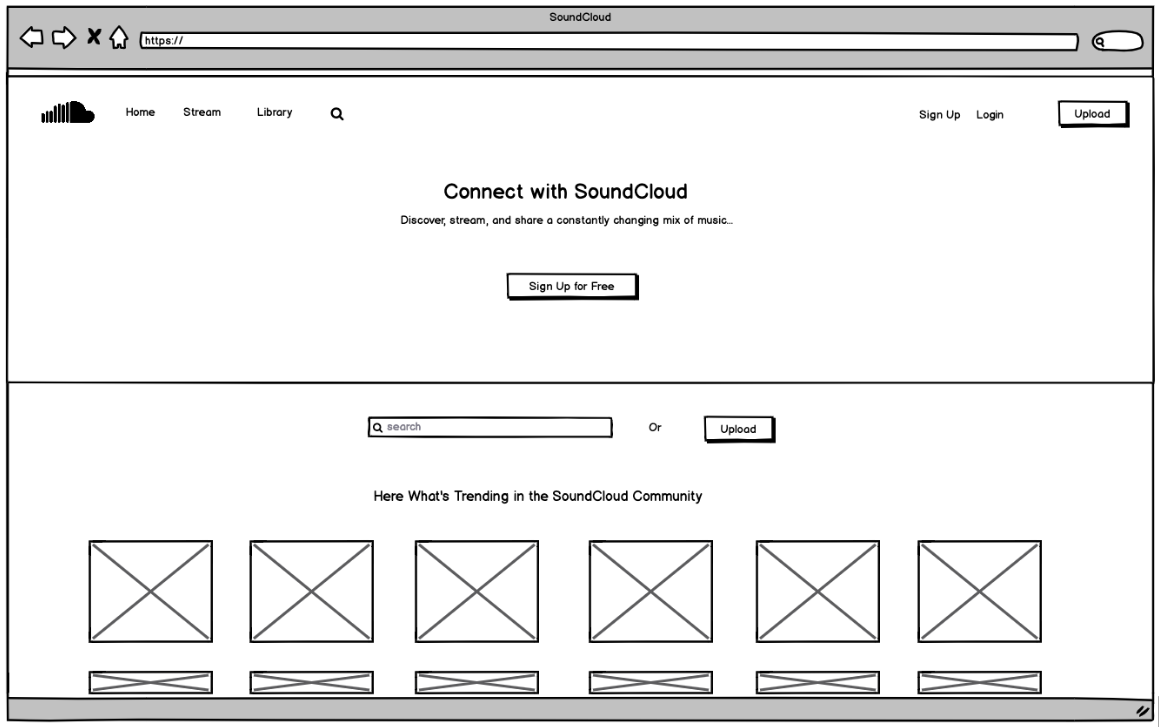 SoundCloud
https://
Home Stream Library Sign Up Login Upload
Connect with SoundCloud
Discover, stream, and share a constantly changing mix of music...
Sign Up for Free
search Or Upload
Here What's Trending in the SoundCloud Community